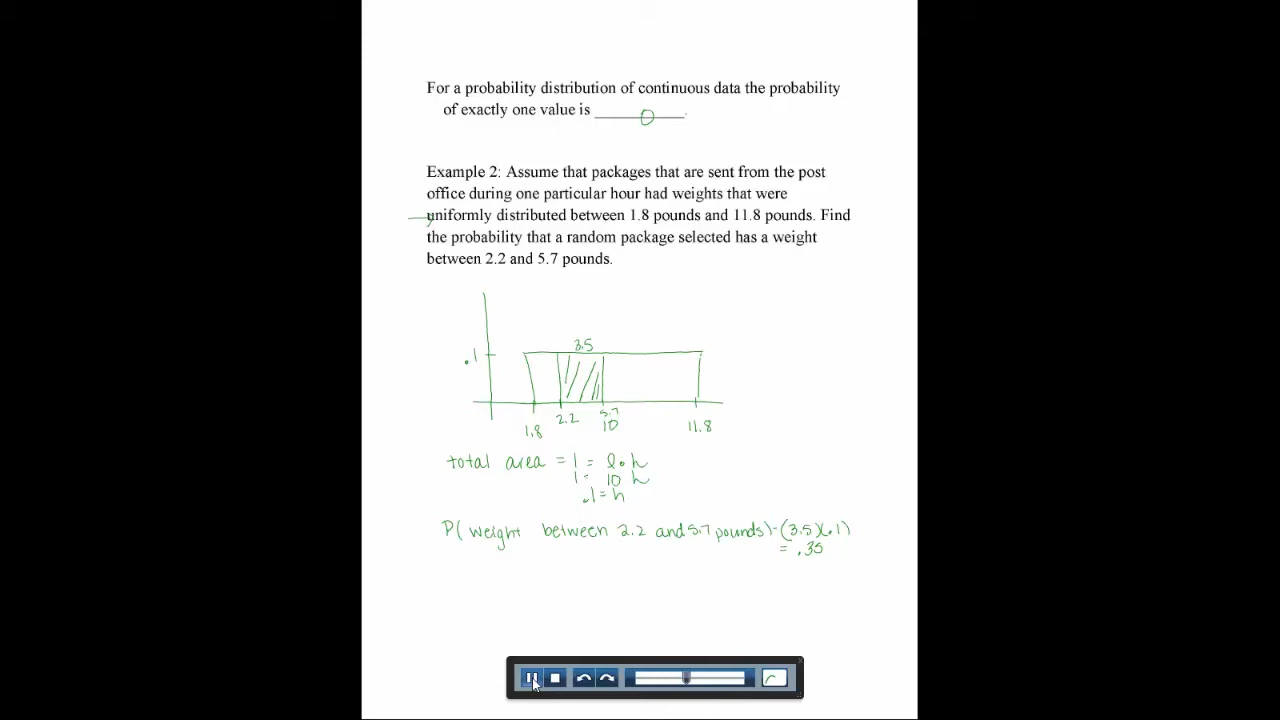 For a probability distribution of continuous data the probability
of exactly one value is 0
Example 2: Assume that packages that are sent from the post
office during one particular hour had weights that were
uniformly distributed between 1.8 pounds and 11.8 pounds. Find
the probability that a random package selected has a weight
between 2.2 and 5.7 pounds.
3.5
.1
2.2 5.7
1.8 10 11.8
total area = 1 = l • h
1 = 10 h
.1 = h
P( weight between 2.2 and 5.7 pounds) = (3.5)(.1)
= .35